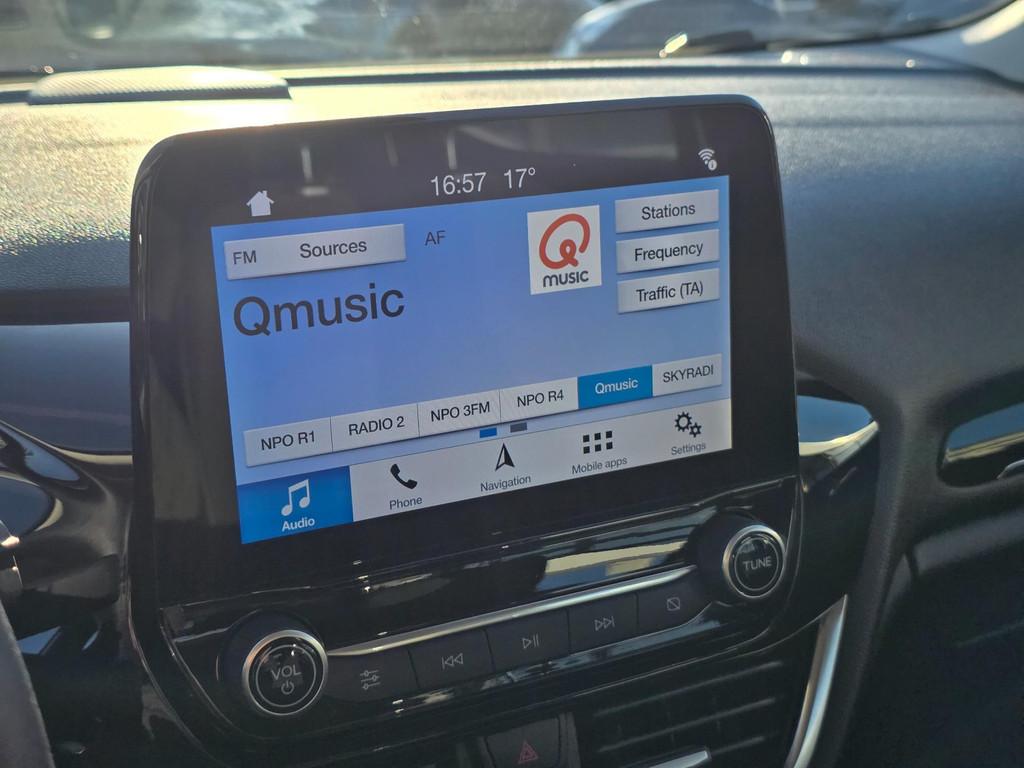 16:57 17°
FM Sources AF
Q music
Stations
Frequency
Traffic (TA)
Qmusic
NPO R1 RADIO 2 NPO 3FM NPO R4 Qmusic SKYRADI
Audio Phone Navigation Mobile apps Settings
VOL
TUNE